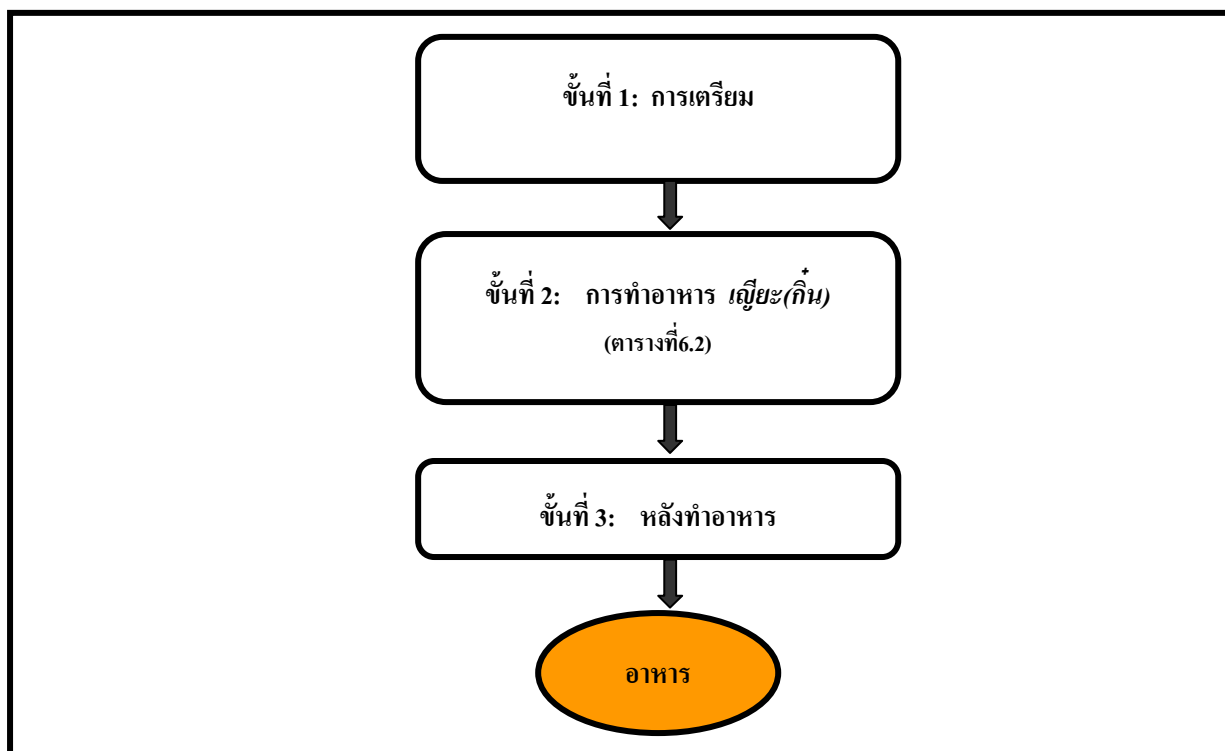 ขั้นที่ 1: การเตรียม
ขั้นที่ 2: การทำอาหาร เญียะ(กิ๋น)
(ตารางที่6.2)
ขั้นที่ 3: หลังทำอาหาร
อาหาร